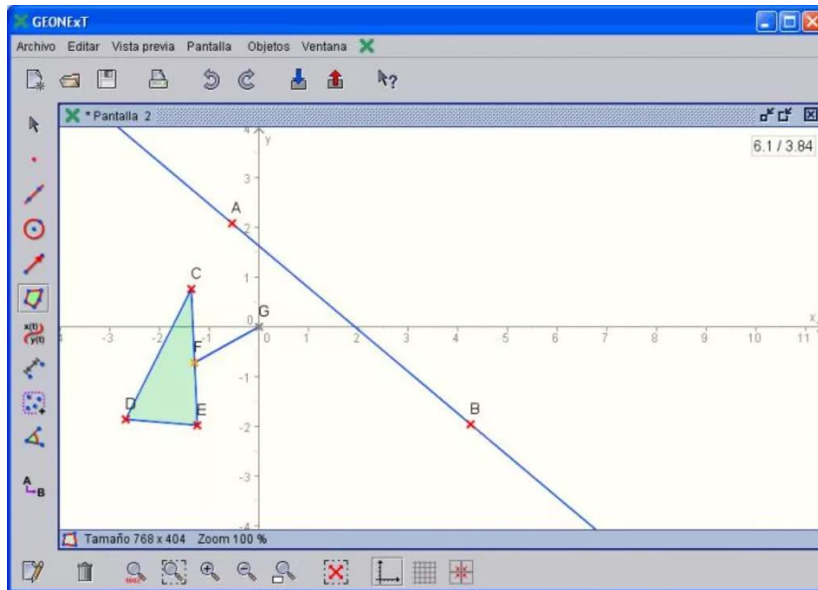 GEONExT
Archivo Editar Vista previa Pantalla Objetos Ventana
* Pantalla 2
6.1 / 3.84
4
y
3
A
2
C
1
G
x
4 -3 -2 -1 0 0 1 2 3 4 5 6 7 8 9 10 11
F
-1
D E B
-2
-3
-4
x(t)
y(t)
A
B
Tamaño 768 x 404 Zoom 100 %